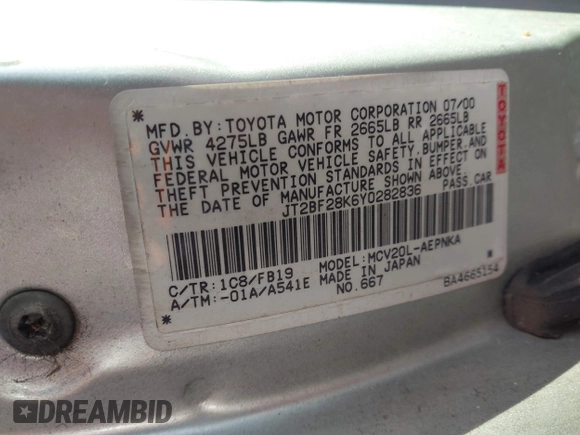 MFD.BY:TOYOTA MOTOR CORPORATION 07/00
GVWR 4275LB GAWR FR 2665LB RR 2665LB
THIS VEHICLE CONFORMS TO ALL APPLICABLE
FEDERAL MOTOR VEHICLE SAFETY,BUMPER,AND
THEFT PREVENTION STANDARDS IN EFFECT ON
THE DATE OF MANUFACTURE SHOWN ABOVE.
JT2BF28K6Y0282836 PASS.CAR
TOYOTA
C/TR:1C8/FB19 MODEL:MCV20L-AEPNKA
A/TM:-01A/A541E MADE IN JAPAN
NO.667 BA4665154
DREAMBID